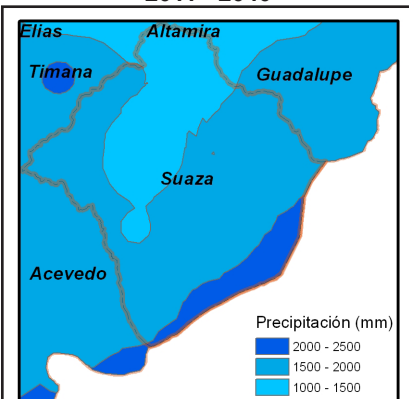 Elias
Altamira
Timana
Guadalupe
Suaza
Acevedo
Precipitación (mm)
2000 - 2500
1500 - 2000
1000 - 1500